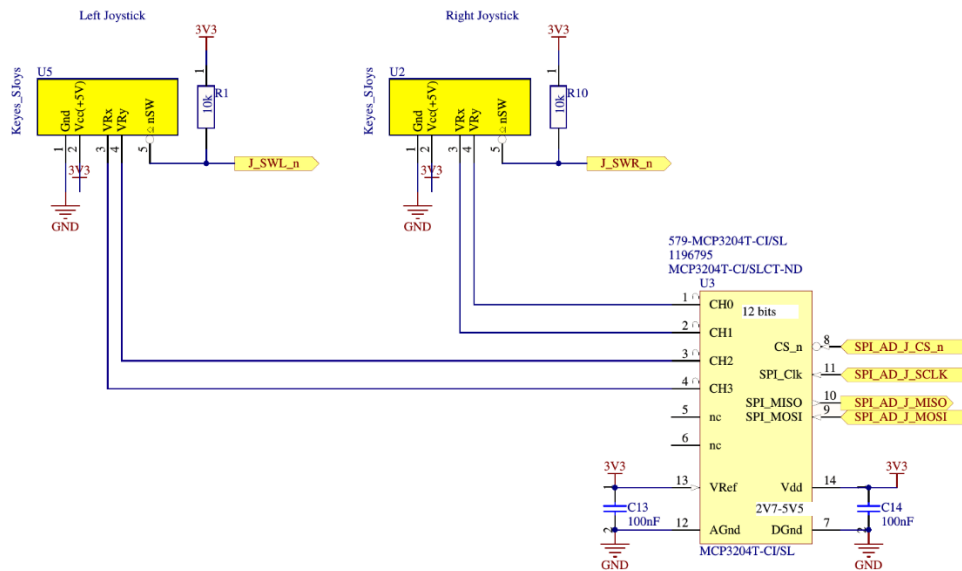 Left Joystick
Right Joystick
3V3
3V3
U5
U2
Keyes_SJoys
Keyes_SJoys
Gnd
Vcc(+5V)
VRx
VRy
nSW
1
2
3
4
5
1
10k
R1
Gnd
Vcc(+5V)
VRx
VRy
nSW
1
2
3
4
5
1
10k
R10
J_SWL_n
J_SWR_n
3V3
3V3
GND
GND
579-MCP3204T-CI/SL
1196795
MCP3204T-CI/SLCT-ND
U3
1 CH0
12 bits
2 CH1
CS_n 8 SPI_AD_J_CS_n
3 CH2
SPI_Clk 11 SPI_AD_J_SCLK
4 CH3
SPI_MISO 10 SPI_AD_J_MISO
5 nc
SPI_MOSI 9 SPI_AD_J_MOSI
6 nc
3V3
3V3
13 VRef
Vdd 14
C13
100nF
2V7-5V5
C14
100nF
2
12 AGnd
DGnd 7
2
GND
MCP3204T-CI/SL
GND